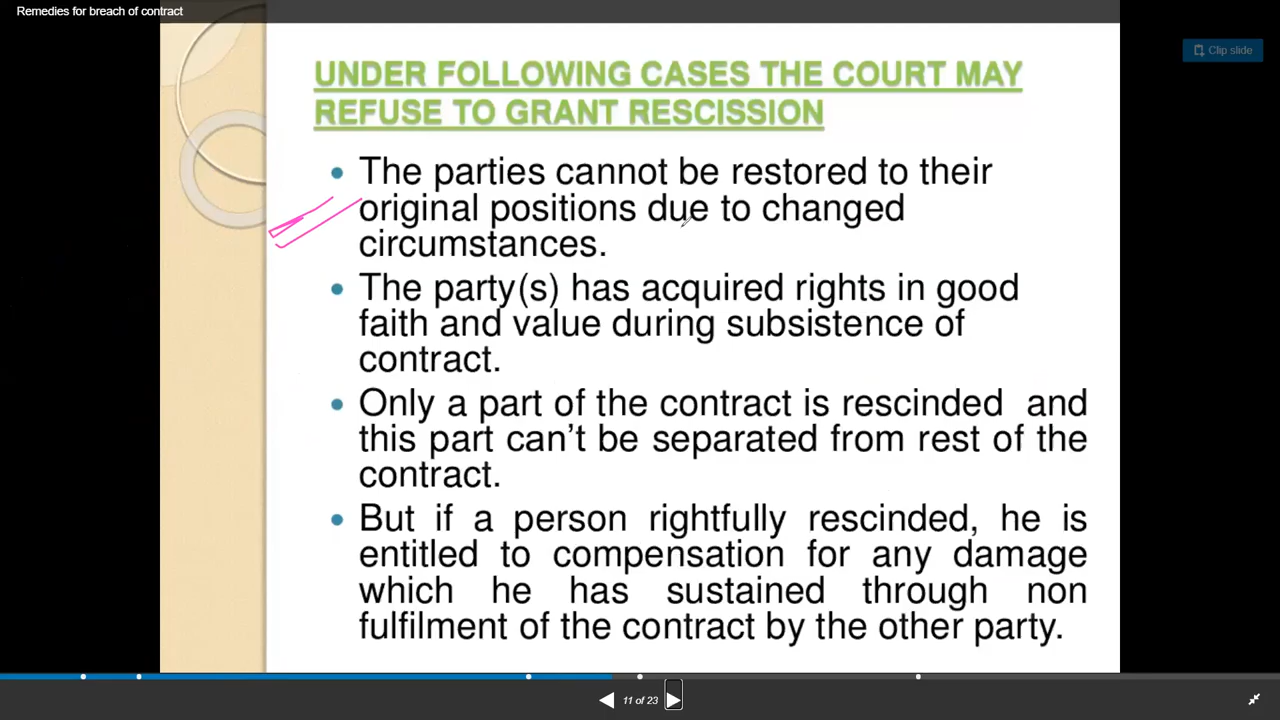 Remedies for breach of contract
Clip slide
UNDER FOLLOWING CASES THE COURT MAY
REFUSE TO GRANT RESCISSION
• The parties cannot be restored to their
original positions due to changed
circumstances.
• The party(s) has acquired rights in good
faith and value during subsistence of
contract.
• Only a part of the contract is rescinded and
this part can’t be separated from rest of the
contract.
• But if a person rightfully rescinded, he is
entitled to compensation for any damage
which he has sustained through non
fulfilment of the contract by the other party.
11 of 23